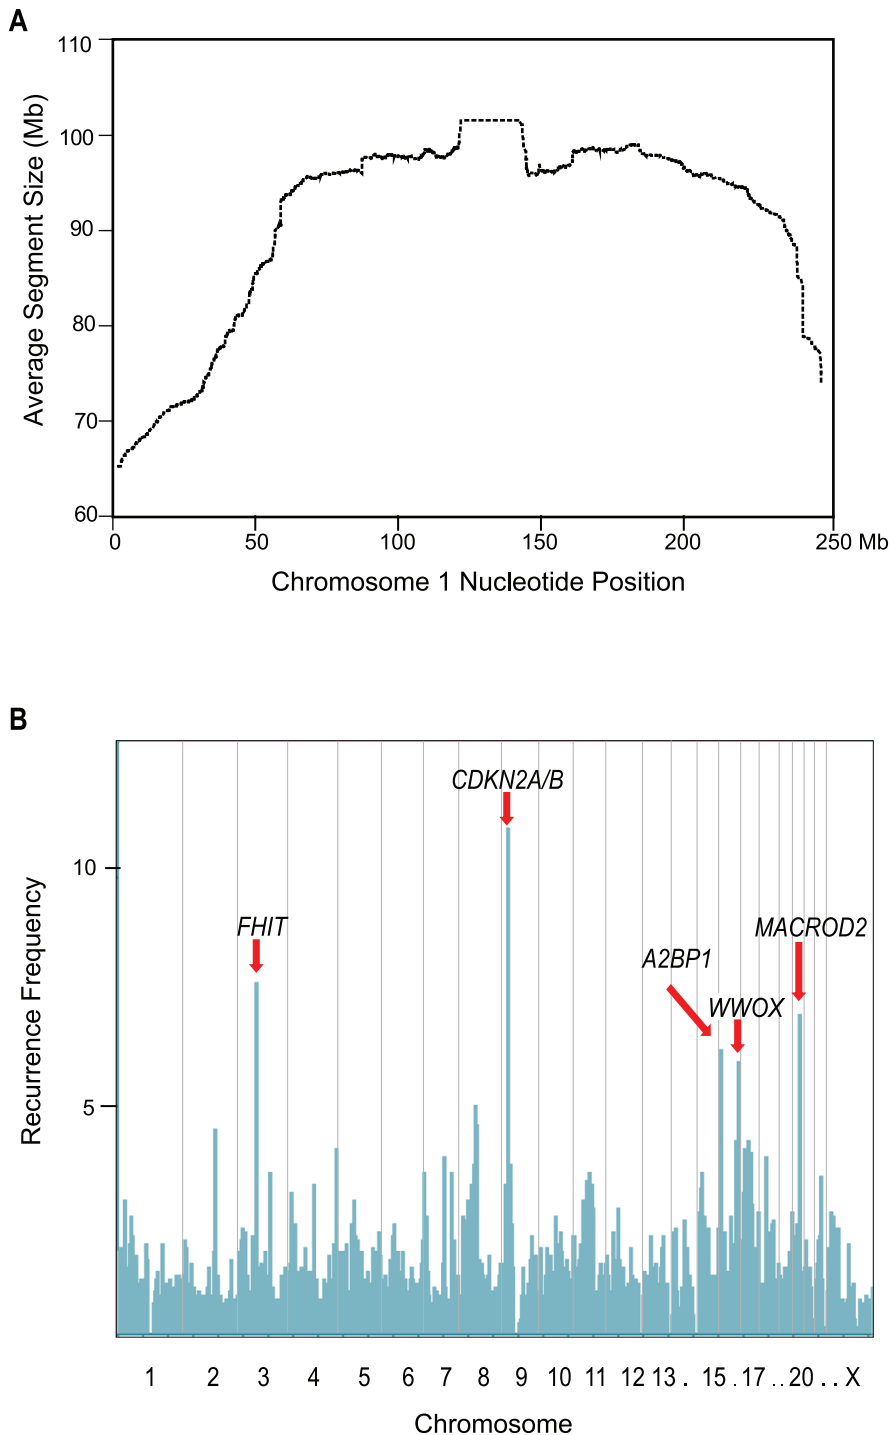 A
110
100
90
80
70
60
Average Segment Size (Mb)
0 50 100 150 200 250 Mb
Chromosome 1 Nucleotide Position
B
CDKN2A/B
FHIT
MACROD2
A2BP1
WWOX
10
5
Recurrence Frequency
1 2 3 4 5 6 7 8 9 10 11 12 13 . 15 . 17 .. 20 . . X
Chromosome